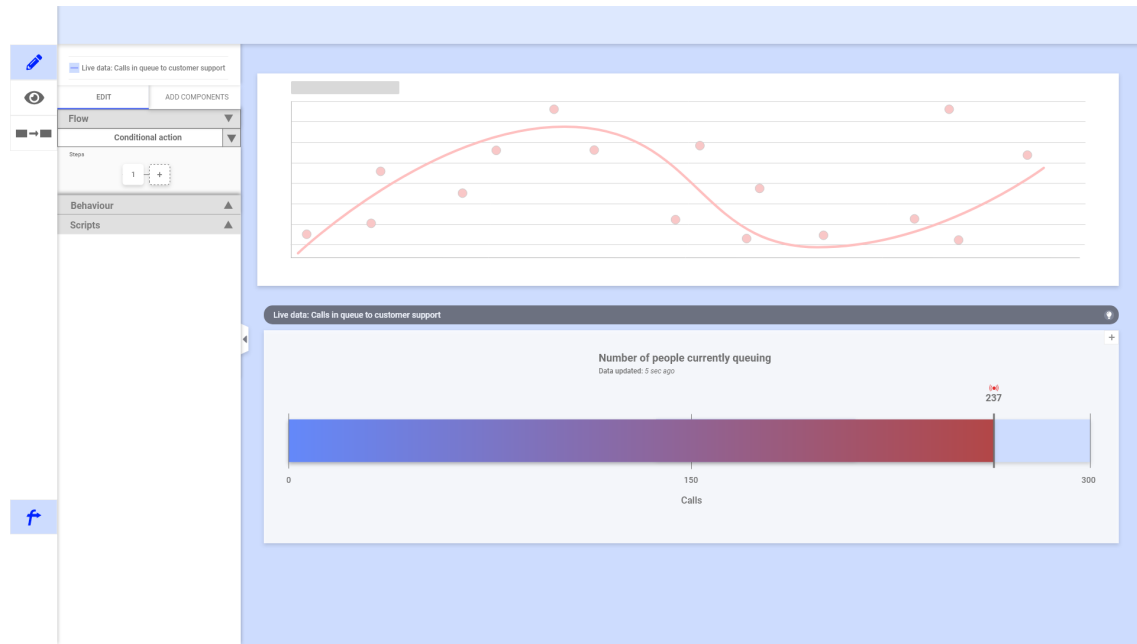 Live data: Calls in queue to customer support
EDIT
ADD COMPONENTS
Flow
Conditional action
Steps
1
+
Behaviour
Scripts
Live data: Calls in queue to customer support
+
Number of people currently queuing
Data updated: 5 sec ago
237
0
150
300
Calls